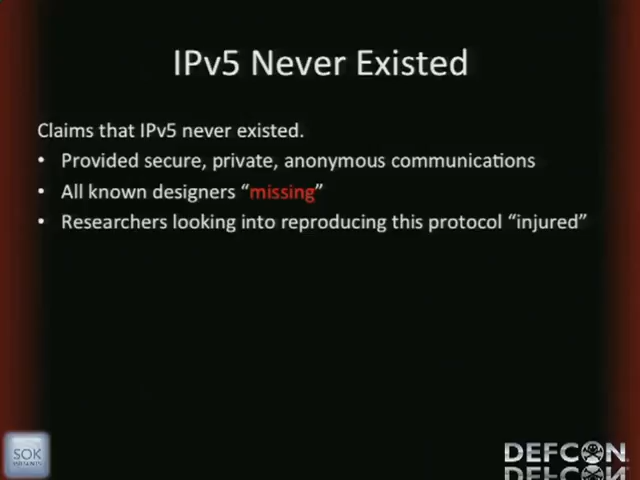 IPv5 Never Existed
Claims that IPv5 never existed.
• Provided secure, private, anonymous communications
• All known designers “missing”
• Researchers looking into reproducing this protocol “injured”
SOK
DEFCON